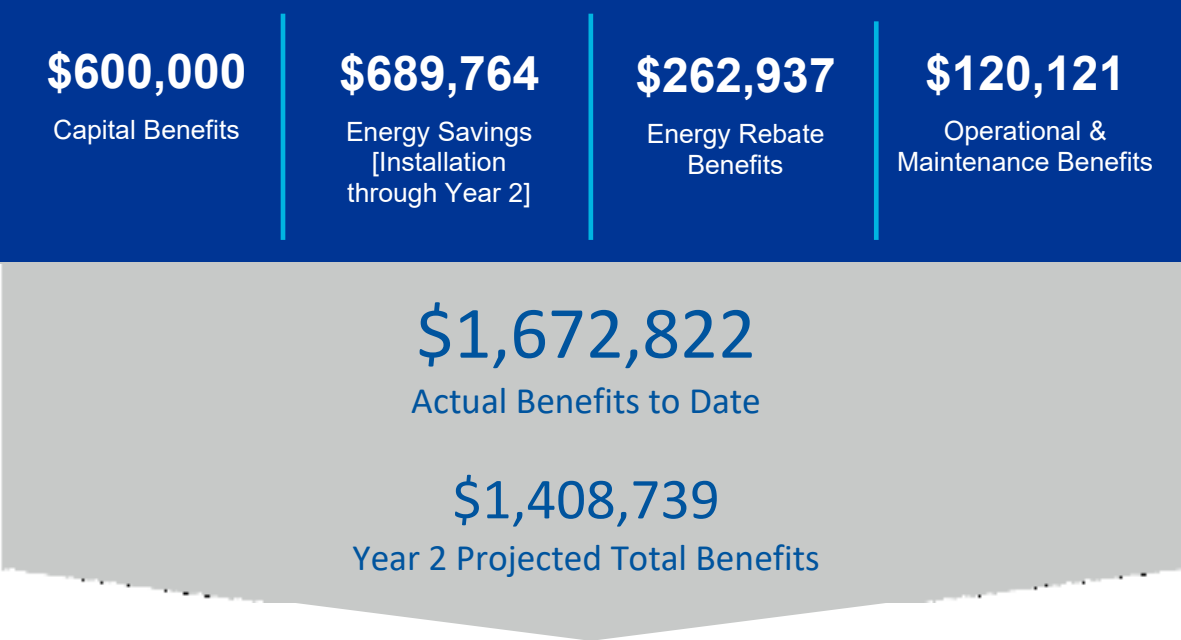 $600,000
Capital Benefits
$689,764
Energy Savings
[Installation
through Year 2]
$262,937
Energy Rebate
Benefits
$120,121
Operational &
Maintenance Benefits
$1,672,822
Actual Benefits to Date
$1,408,739
Year 2 Projected Total Benefits